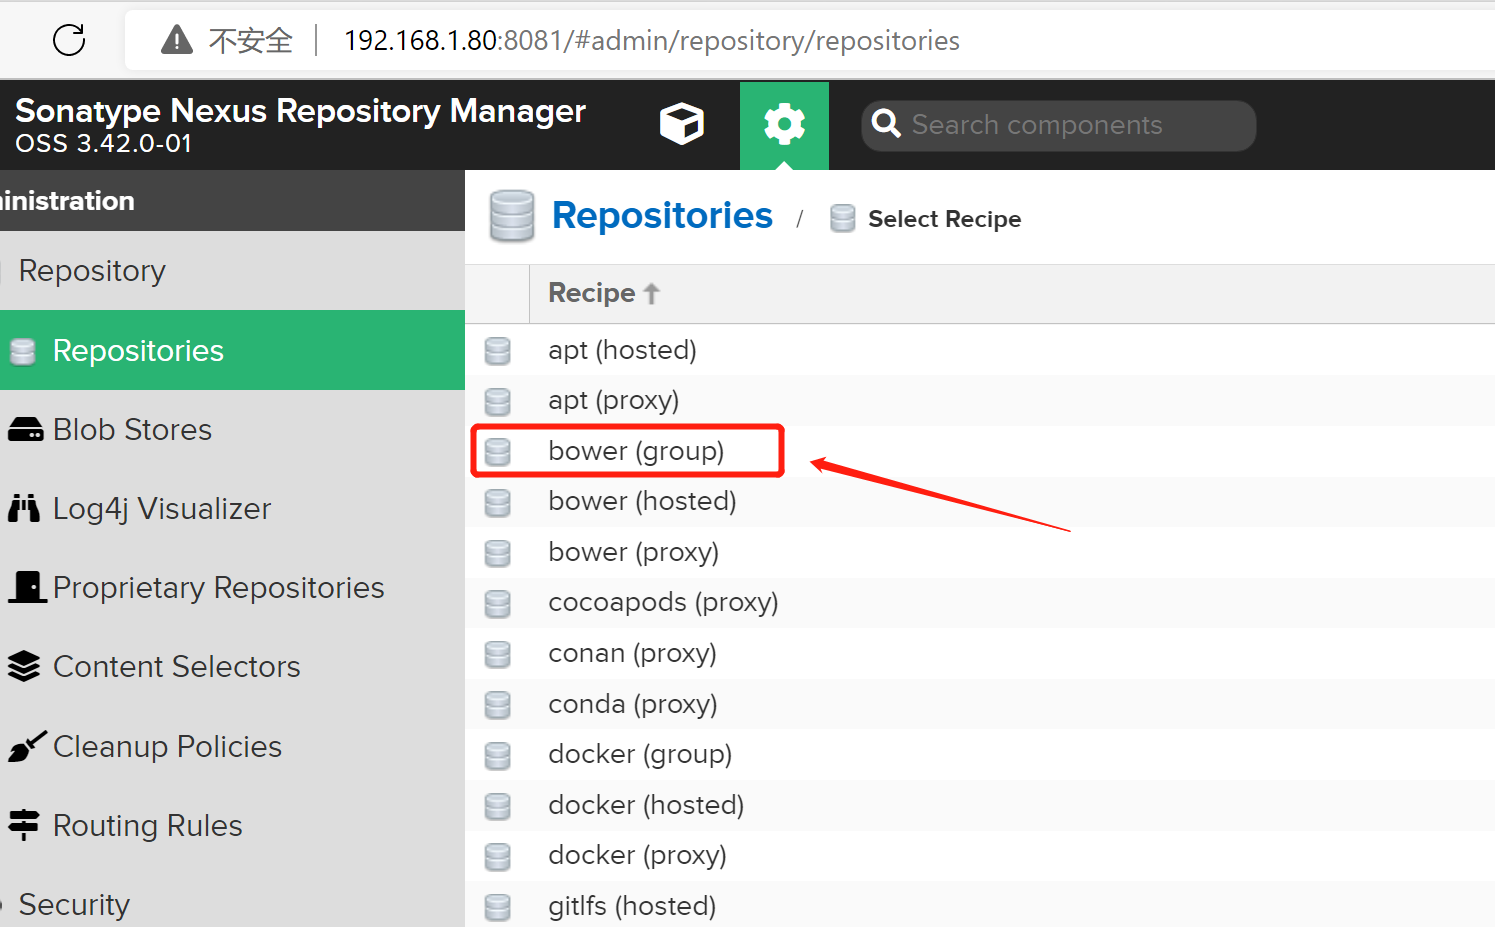 不安全 192.168.1.80:8081/#admin/repository/repositories
Sonatype Nexus Repository Manager
OSS 3.42.0-01
Search components
inistration
Repository
Repositories
Blob Stores
Log4j Visualizer
Proprietary Repositories
Content Selectors
Cleanup Policies
Routing Rules
Security
Repositories / Select Recipe
Recipe
apt (hosted)
apt (proxy)
bower (group)
bower (hosted)
bower (proxy)
cocoapods (proxy)
conan (proxy)
conda (proxy)
docker (group)
docker (hosted)
docker (proxy)
gitlfs (hosted)